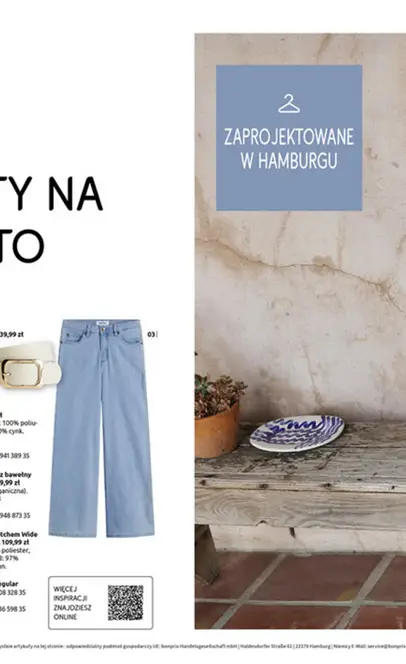 TY NA
TO
ZAPROJEKTOWANE
W HAMBURGU
39,99 zł
03|
ł
: 100% poliu-
0% cynk.
941 389 35
z bawełny
9,99 zł
ganiczna).
948 873 35
etchem Wide
109,99 zł
poliester,
: 97%
an.
egular
08 328 35
36 598 35
WIĘCEJ
INSPIRACJI
ZNAJDZIESZ
ONLINE
artykuły na tej stronie: odpowiedzialny podmiot gospodarczy UE: bonprix Handelsgesellschaft mbH | Haldesdorfer Straße 61 | 22179 Hamburg | Niemcy E-Mail: service@bonprix